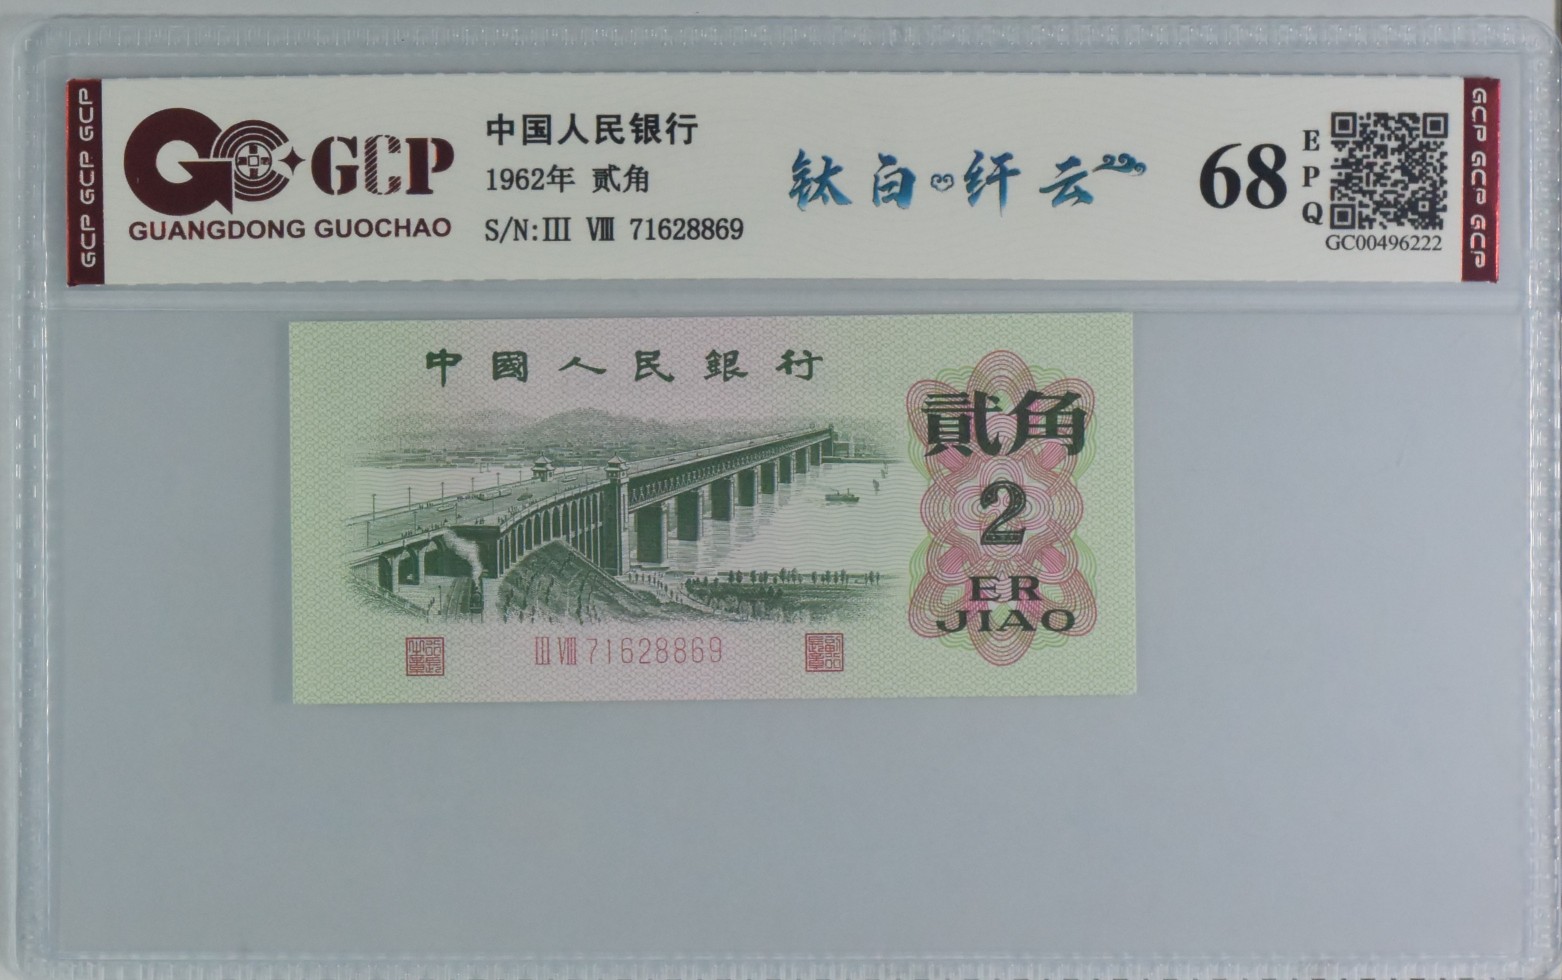 GCP GCP GCP
GCP
GUANGDONG GUOCHAO
中国人民银行
1962年 贰角
S/N:III VIII 71628869
钛白 纤云
68
EPQ
GC00496222
GCP GCP GCP
中國人民銀行
貳角
2
ER
JIAO
III VIII 71628869